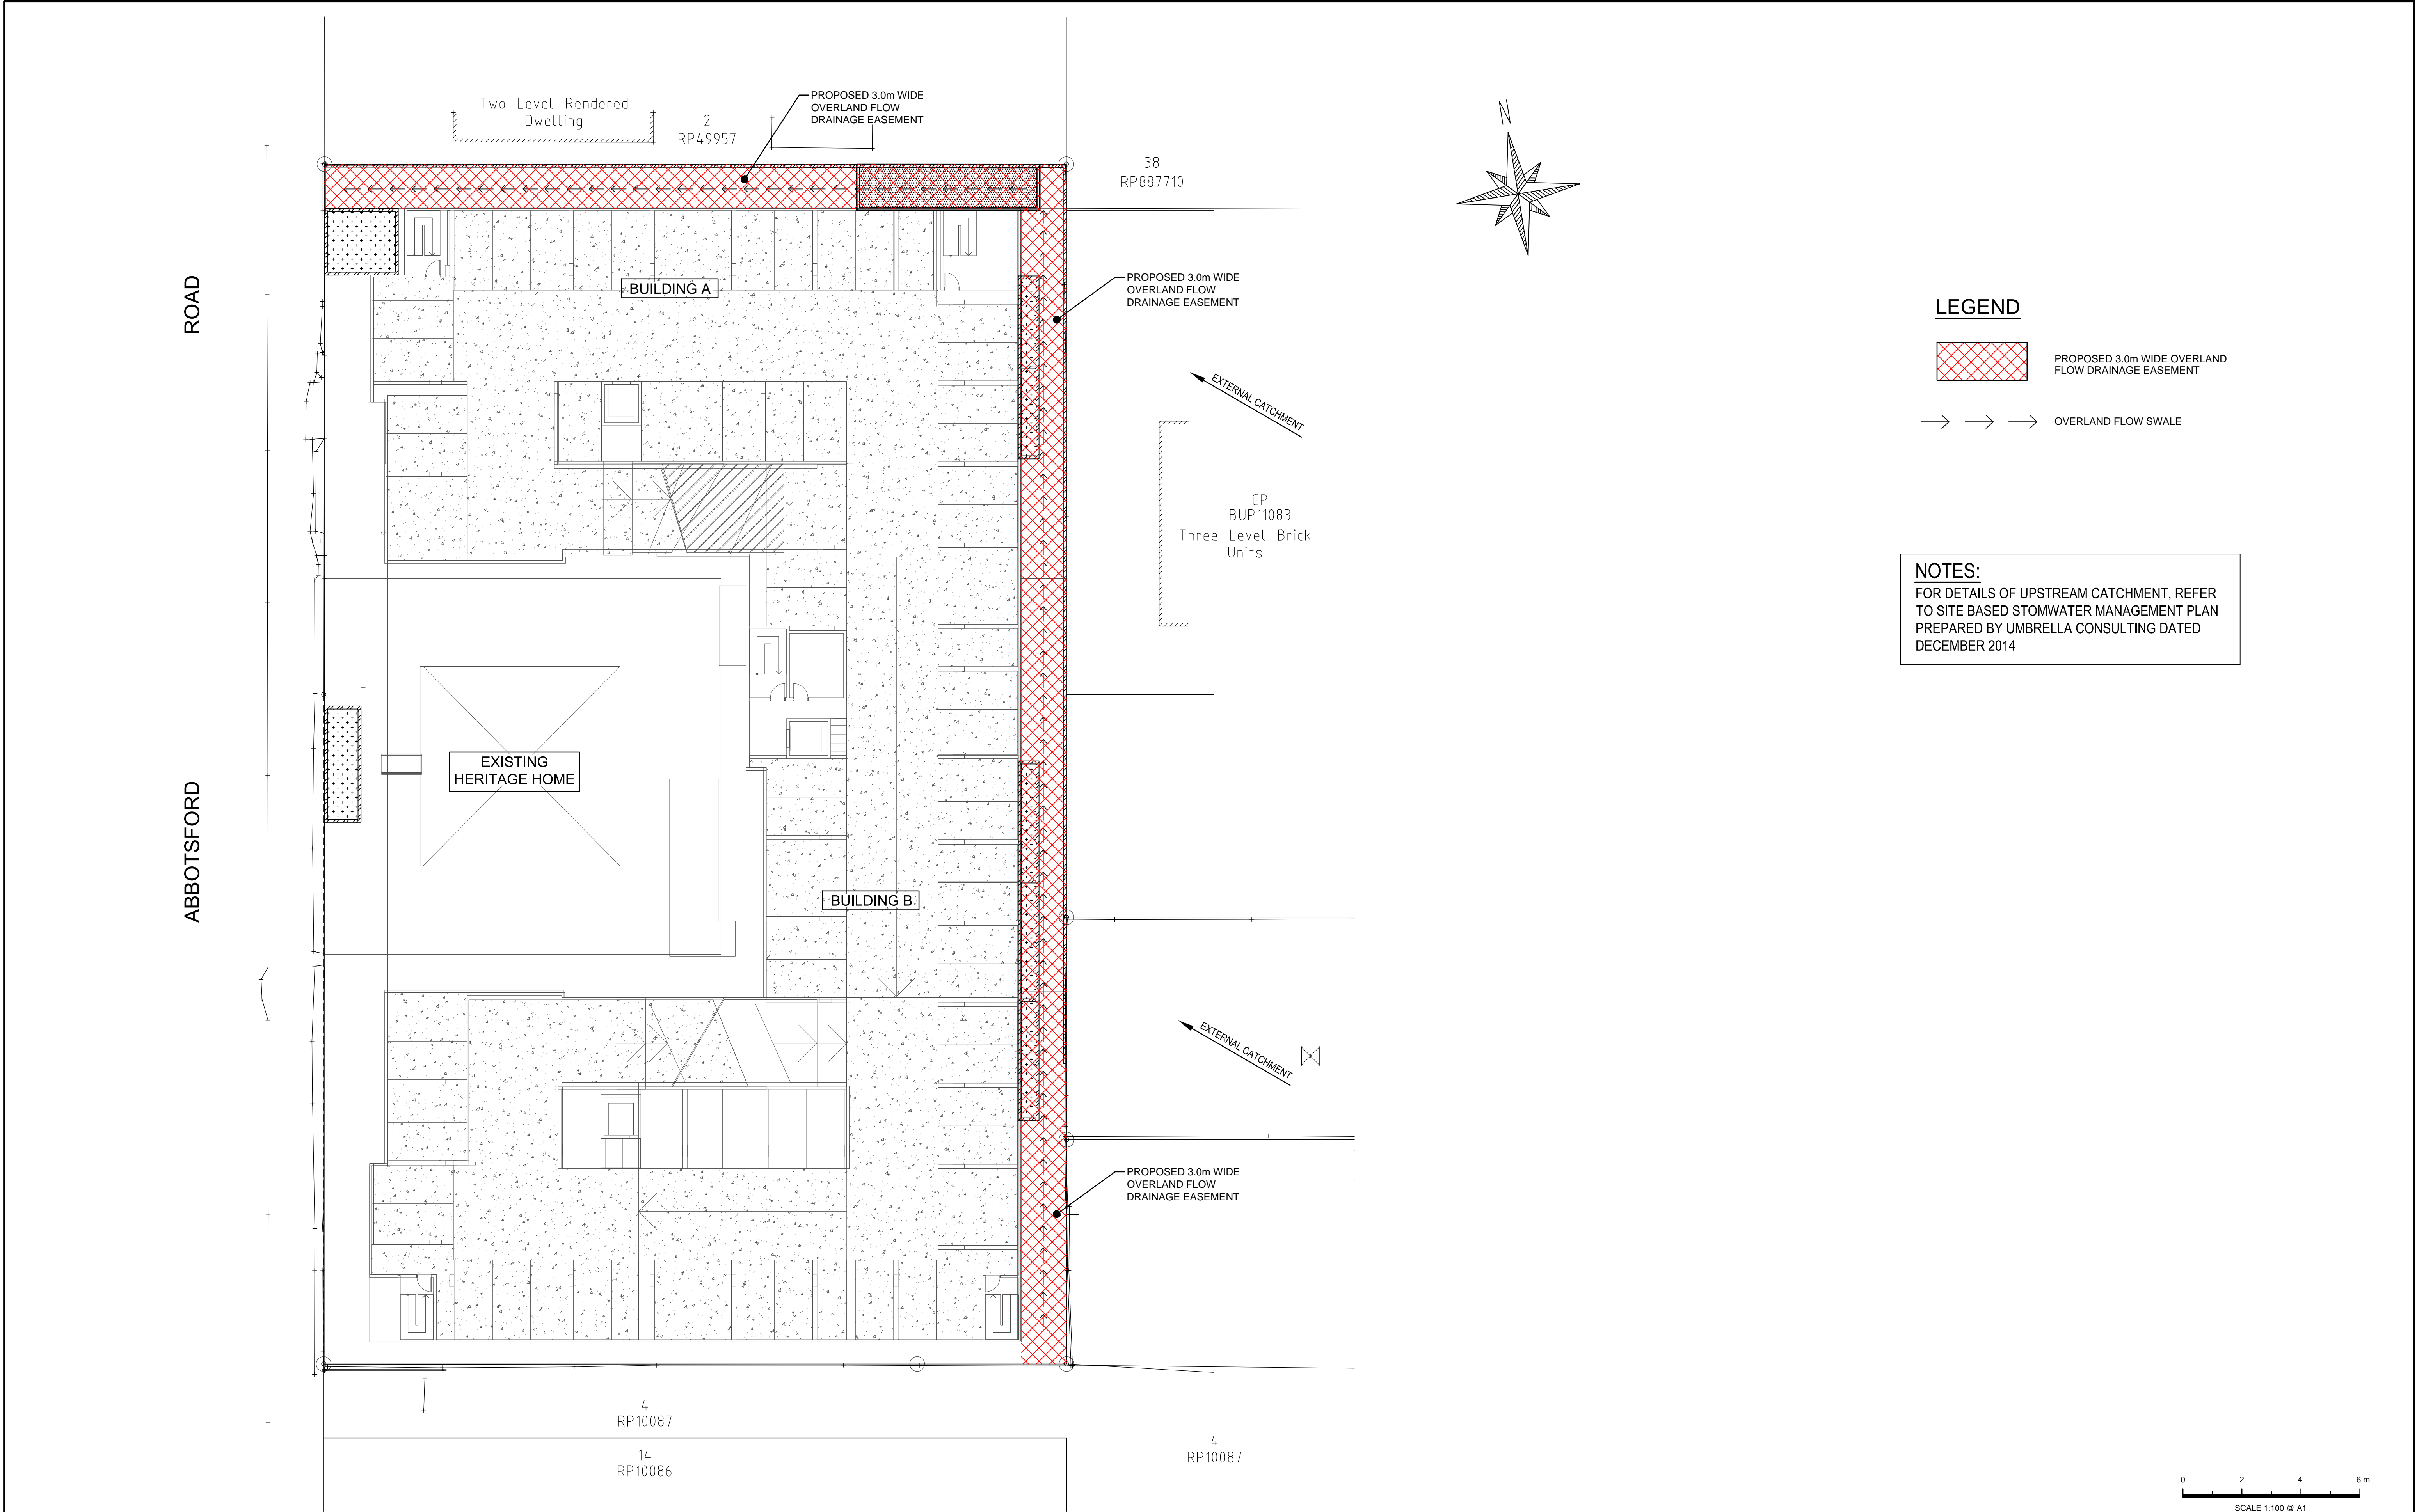 Two Level Rendered
Dwelling
2
RP49957
PROPOSED 3.0m WIDE
OVERLAND FLOW
DRAINAGE EASEMENT
38
RP887710
N
ROAD
ABBOTSFORD
BUILDING A
PROPOSED 3.0m WIDE
OVERLAND FLOW
DRAINAGE EASEMENT
EXTERNAL CATCHMENT
CP
BUP11083
Three Level Brick
Units
EXISTING
HERITAGE HOME
BUILDING B
EXTERNAL CATCHMENT
PROPOSED 3.0m WIDE
OVERLAND FLOW
DRAINAGE EASEMENT
4
RP10087
14
RP10086
4
RP10087
LEGEND
PROPOSED 3.0m WIDE OVERLAND
FLOW DRAINAGE EASEMENT
OVERLAND FLOW SWALE
NOTES:
FOR DETAILS OF UPSTREAM CATCHMENT, REFER
TO SITE BASED STOMWATER MANAGEMENT PLAN
PREPARED BY UMBRELLA CONSULTING DATED
DECEMBER 2014
0 2 4 6 m
SCALE 1:100 @ A1